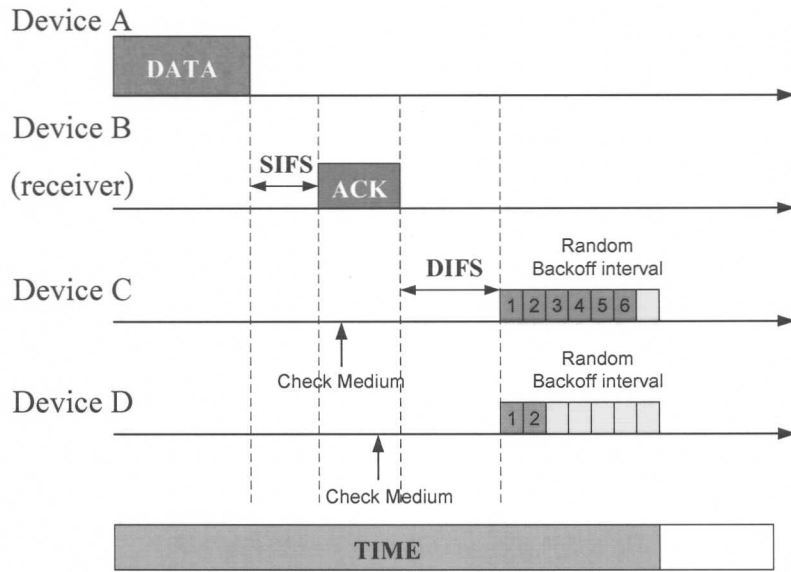 Device A
DATA
Device B
(receiver)
SIFS
ACK
Random
Backoff interval
Device C
DIFS
1 2 3 4 5 6
Check Medium
Random
Backoff interval
Device D
1 2
Check Medium
TIME